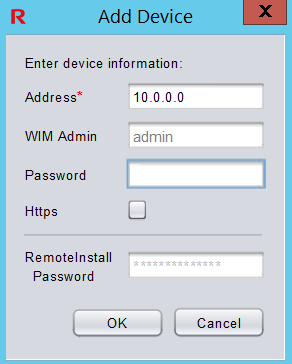 R Add Device X
Enter device information:
Address* 10.0.0.0
WIM Admin admin
Password
Https
RemoteInstall
Password **************
OK Cancel